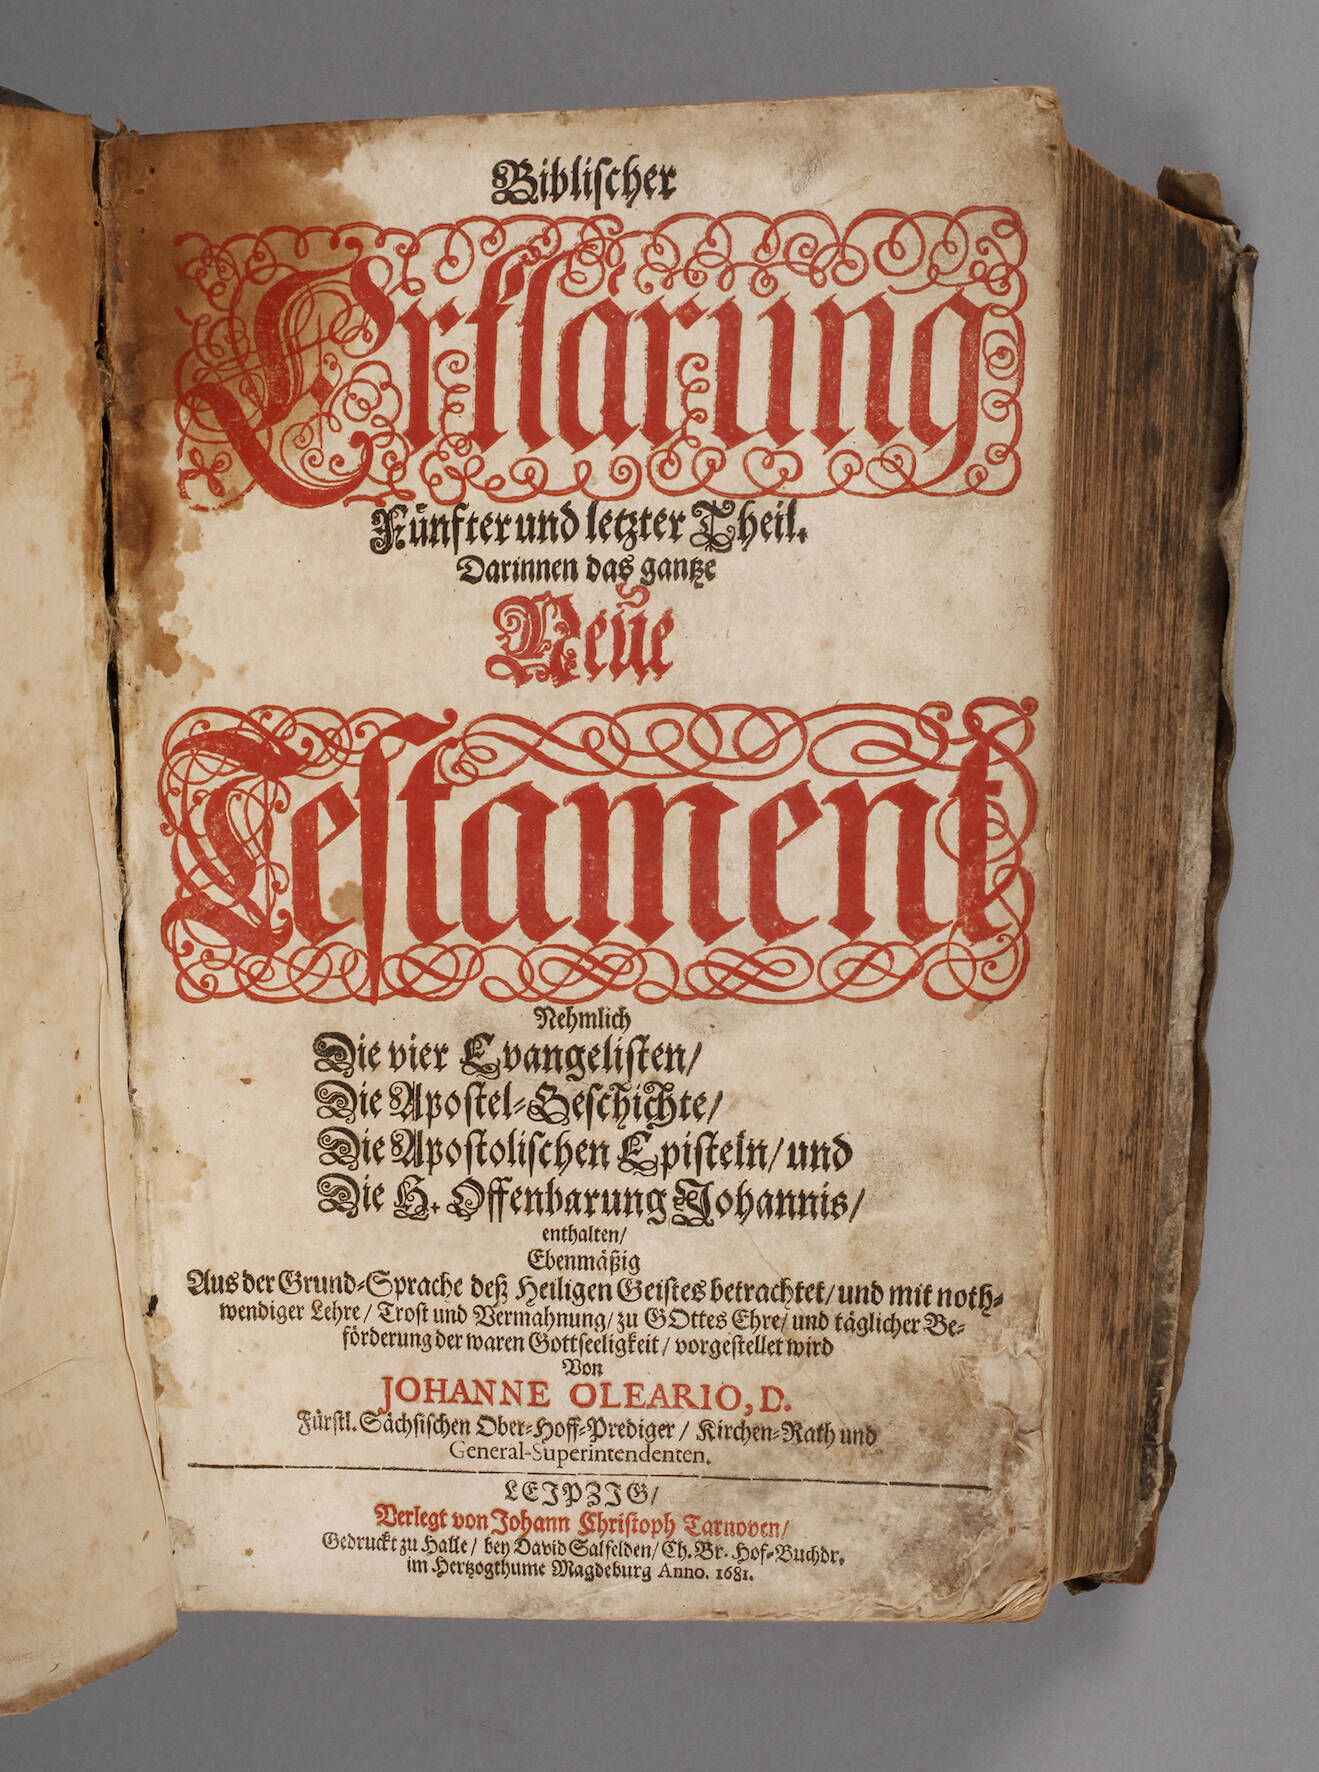 Biblischer
Erklärung
Fünfter und letzter Theil.
Darinnen das gantze
Neüe
Testament
Nehmlich
Die vier Evangelisten/
Die Apostel-Geschichte/
Die Apostolischen Episteln/ und
Die H. Offenbarung Johannis/
enthalten/
Ebenmäßig
Aus der Grund-Sprache deß Heiligen Geistes betrachtet/ und mit noth-
wendiger Lehre/ Trost und Vermahnung/ zu GOttes Ehre/ und täglicher Be-
förderung der waren Gottseeligkeit/ vorgestellet wird
Von
JOHANNE OLEARIO, D.
Fürstl. Sächsischen Ober-Hoff-Prediger/ Kirchen-Rath und
General-Superintendenten.
LEIPZIG/
Verlegt von Johann Christoph Tarnoven/
Gedruckt zu Halle/ bey David Salfelden/ Ch. Br. Hof-Buchdr.
im Hertzogthume Magdeburg Anno. 1681.